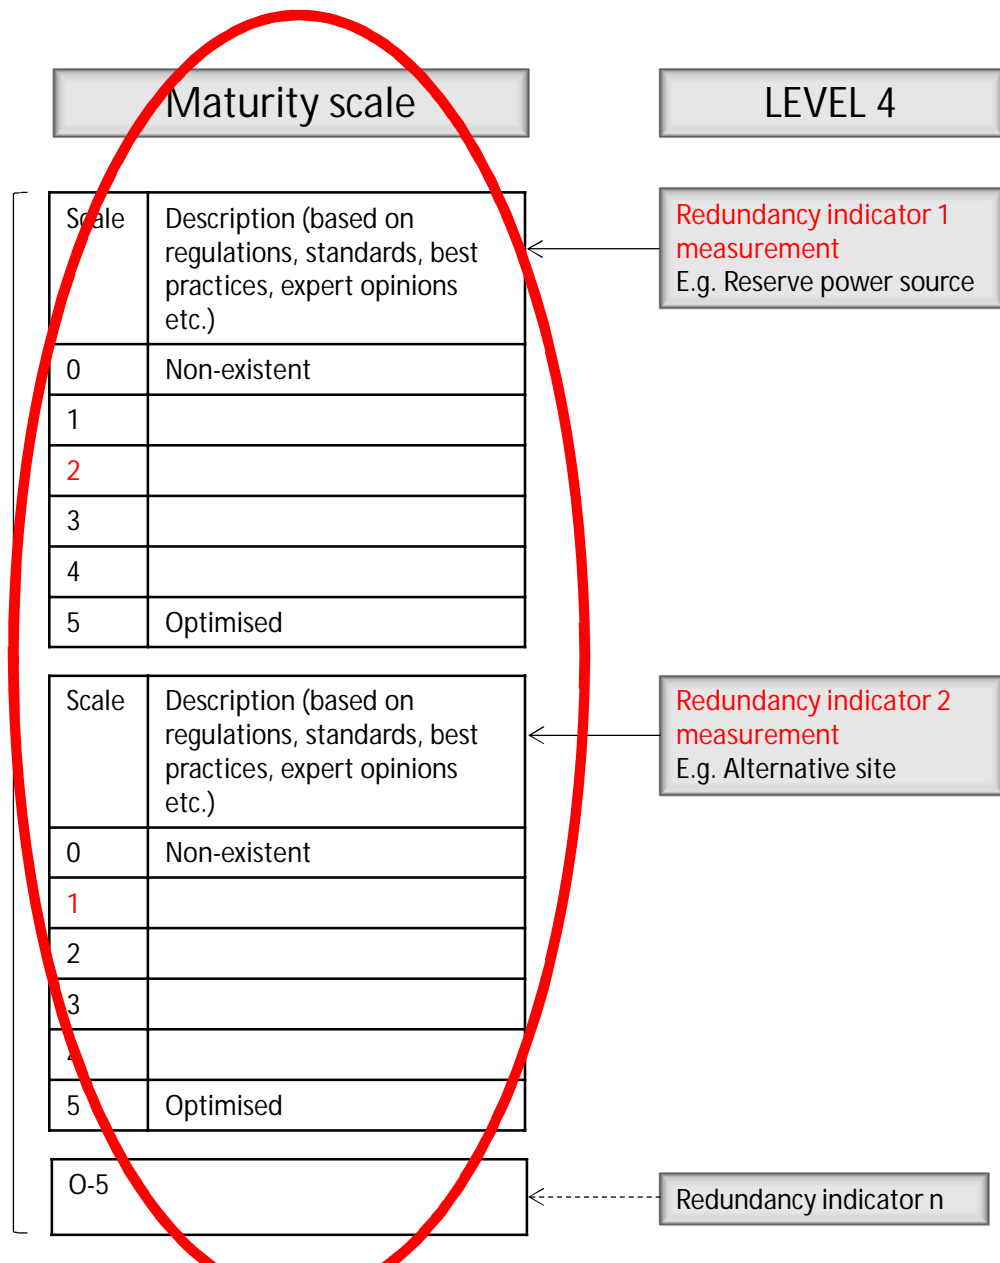 Maturity scale
LEVEL 4
Scale
Description (based on
regulations, standards, best
practices, expert opinions
etc.)
Redundancy indicator 1
measurement
E.g. Reserve power source
0 Non-existent
1
2
3
4
5 Optimised
Scale
Description (based on
regulations, standards, best
practices, expert opinions
etc.)
Redundancy indicator 2
measurement
E.g. Alternative site
0 Non-existent
1
2
3
4
5 Optimised
O-5
Redundancy indicator n